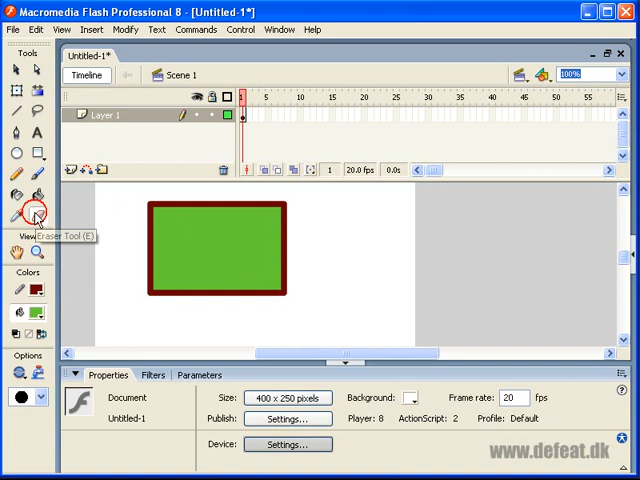 Macromedia Flash Professional 8 - [Untitled-1*]
File Edit View Insert Modify Text Commands Control Window Help
Tools
Untitled-1*
Timeline
Scene 1
100%
1 5 10 15 20 25 30 35 40 45 50 55
Layer 1
1 20.0 fps 0.0s
Eraser Tool (E)
View
Colors
Options
Properties Filters Parameters
Document
Untitled-1
Size: 400 x 250 pixels Background: Frame rate: 20 fps
Publish: Settings... Player: 8 ActionScript: 2 Profile: Default
Device: Settings...
www.defeat.dk